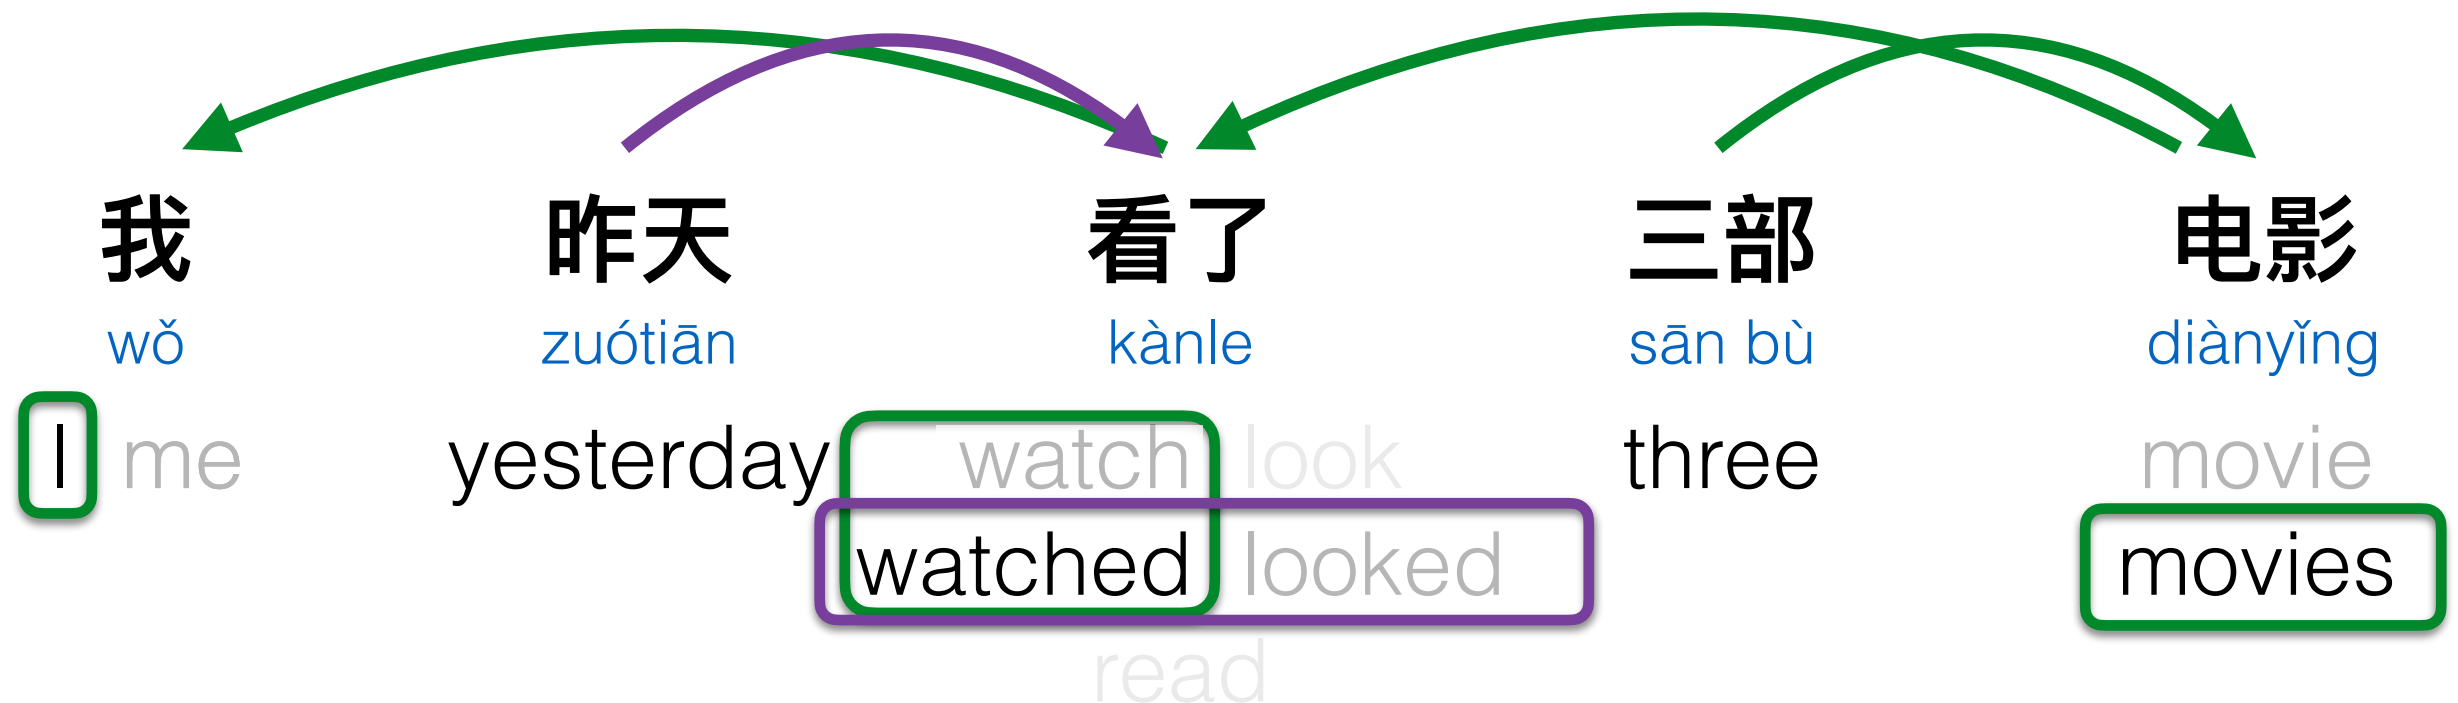 我 昨天 看了 三部 电影
wǒ zuótiān kànle sān bù diànyǐng
I me yesterday watch look three movie
watched looked movies
read